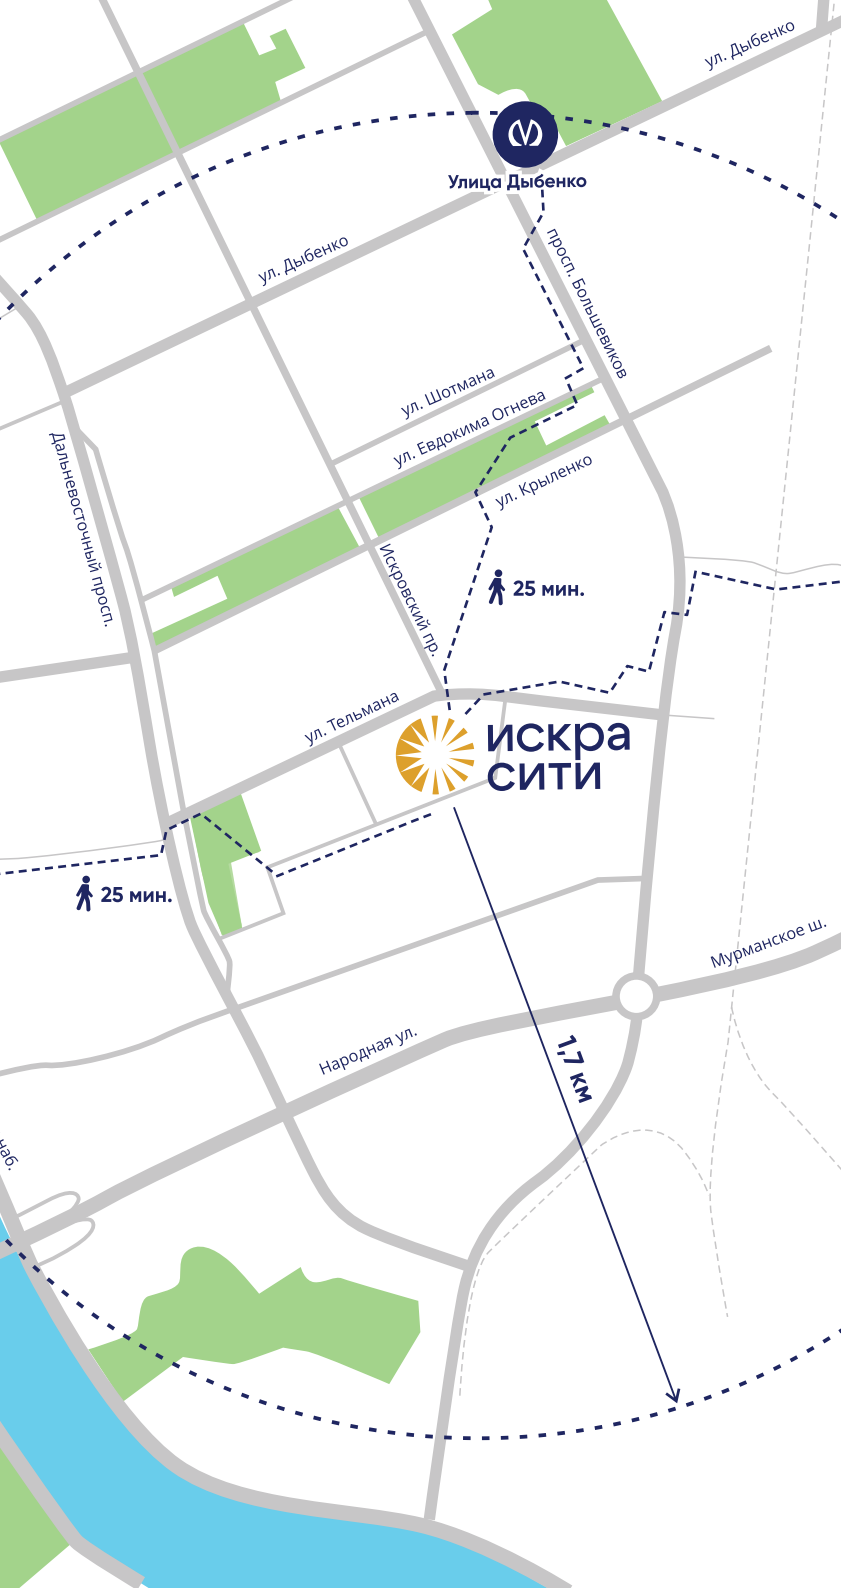 ул. Дыбенко
Улица Дыбенко
ул. Дыбенко
просп. Большевиков
ул. Шотмана
ул. Евдокима Огнева
ул. Крыленко
Дальневосточный просп.
Искровский пр.
25 мин.
ул. Тельмана
искра
сити
25 мин.
Мурманское ш.
Народная ул.
1,7 км
наб.